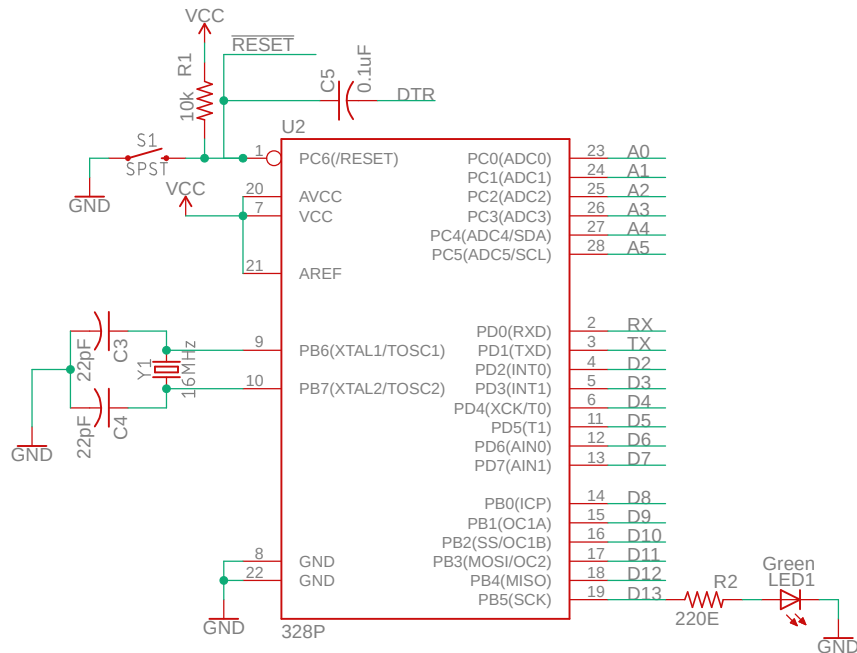 VCC
RESET
R1
10k
C5
0.1uF
DTR
U2
S1
SPST
GND
1 PC6(/RESET)
VCC
20 AVCC
7 VCC
21 AREF
C3
22pF
Y1
16MHz
9 PB6(XTAL1/TOSC1)
10 PB7(XTAL2/TOSC2)
22pF
C4
GND
8 GND
22 GND
GND
PC0(ADC0) 23 A0
PC1(ADC1) 24 A1
PC2(ADC2) 25 A2
PC3(ADC3) 26 A3
PC4(ADC4/SDA) 27 A4
PC5(ADC5/SCL) 28 A5
PD0(RXD) 2 RX
PD1(TXD) 3 TX
PD2(INT0) 4 D2
PD3(INT1) 5 D3
PD4(XCK/T0) 6 D4
PD5(T1) 11 D5
PD6(AIN0) 12 D6
PD7(AIN1) 13 D7
PB0(ICP) 14 D8
PB1(OC1A) 15 D9
PB2(SS/OC1B) 16 D10
PB3(MOSI/OC2) 17 D11
PB4(MISO) 18 D12
PB5(SCK) 19 D13
R2
220E
Green
LED1
GND
328P